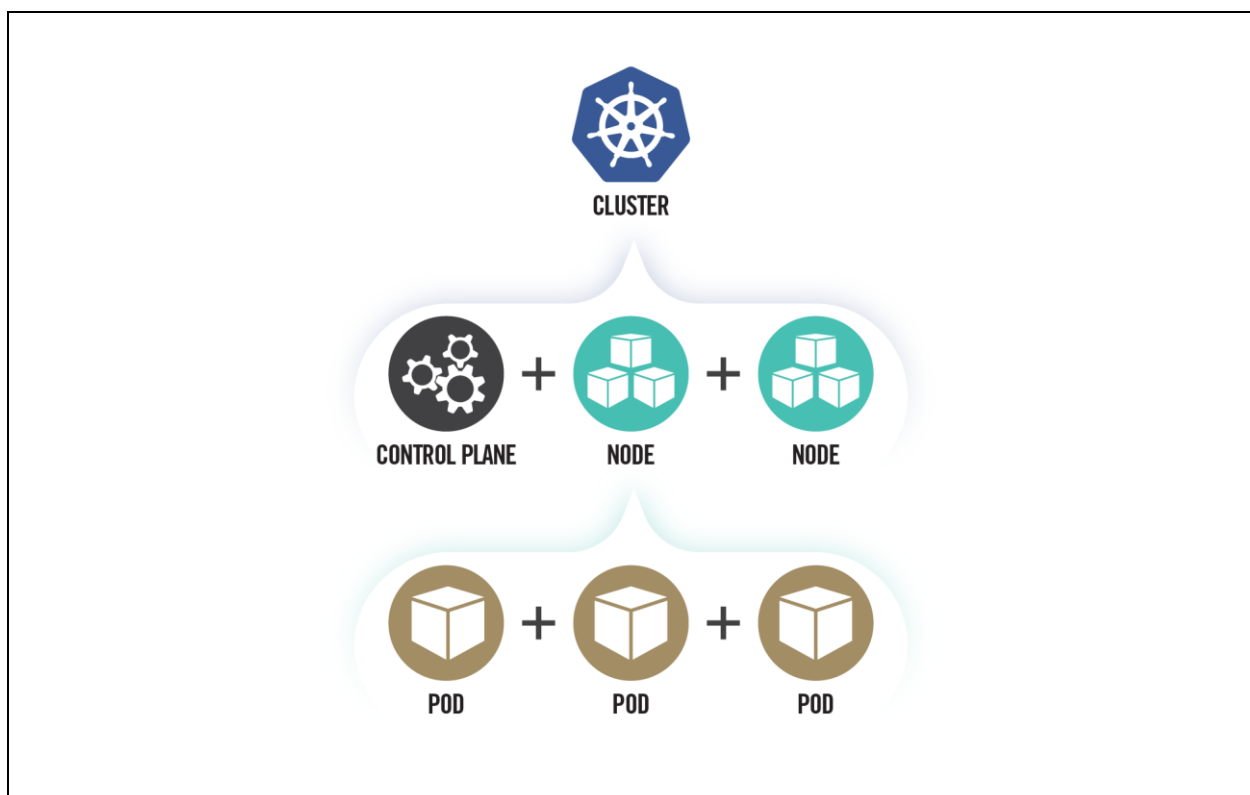 CLUSTER
CONTROL PLANE + NODE + NODE
POD + POD + POD